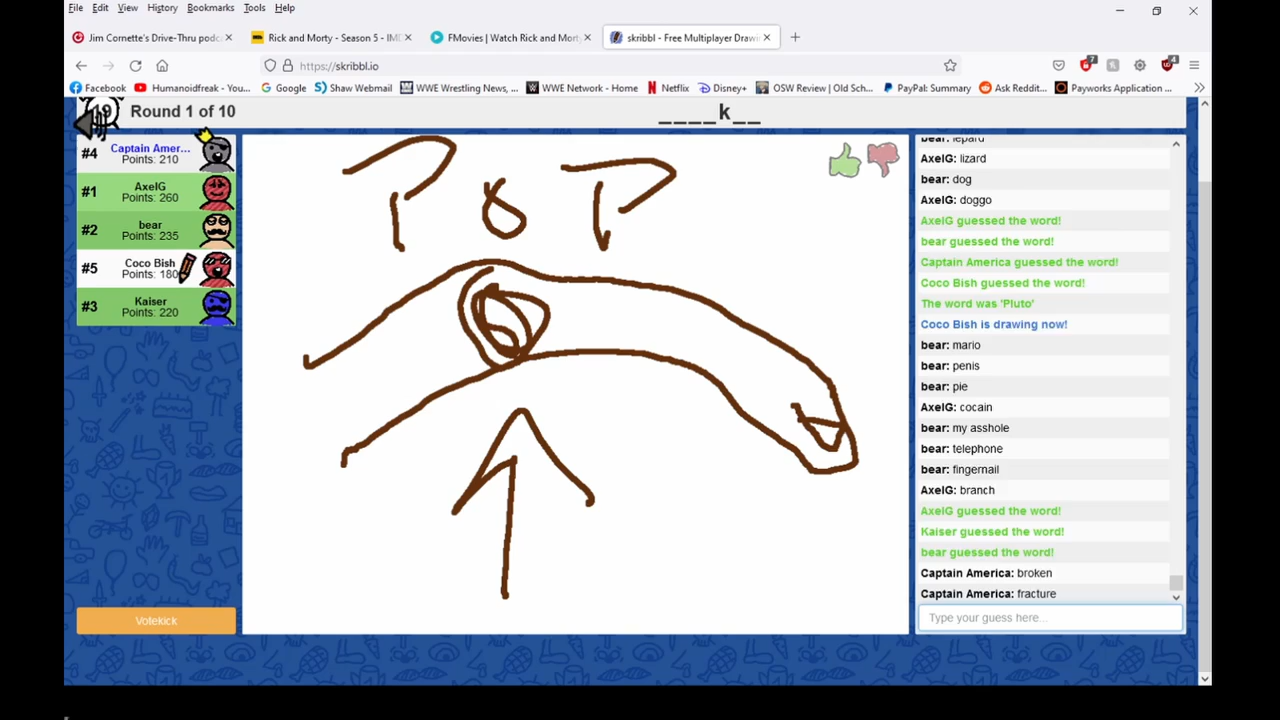 File Edit View History Bookmarks Tools Help
Jim Cornette's Drive-Thru podc
Rick and Morty - Season 5 - IM
FMovies | Watch Rick and Mort
skribbl - Free Multiplayer Drawi
https://skribbl.io
7
4
Facebook Humanoidfreak - You... Google Shaw Webmail WWE Wrestling News, ... WWE Network - Home Netflix Disney+ OSW Review | Old Sch... PayPal: Summary Ask Reddit... Payworks Application ...
19 Round 1 of 10
____k__
#4 Captain Amer...
Points: 210
#1 AxelG
Points: 260
#2 bear
Points: 235
#5 Coco Bish
Points: 180
#3 Kaiser
Points: 220
Votekick
POP
bear: lepard
AxelG: lizard
bear: dog
AxelG: doggo
AxelG guessed the word!
bear guessed the word!
Captain America guessed the word!
Coco Bish guessed the word!
The word was 'Pluto'
Coco Bish is drawing now!
bear: mario
bear: penis
bear: pie
AxelG: cocain
bear: my asshole
bear: telephone
bear: fingernail
AxelG: branch
AxelG guessed the word!
Kaiser guessed the word!
bear guessed the word!
Captain America: broken
Captain America: fracture
Type your guess here...